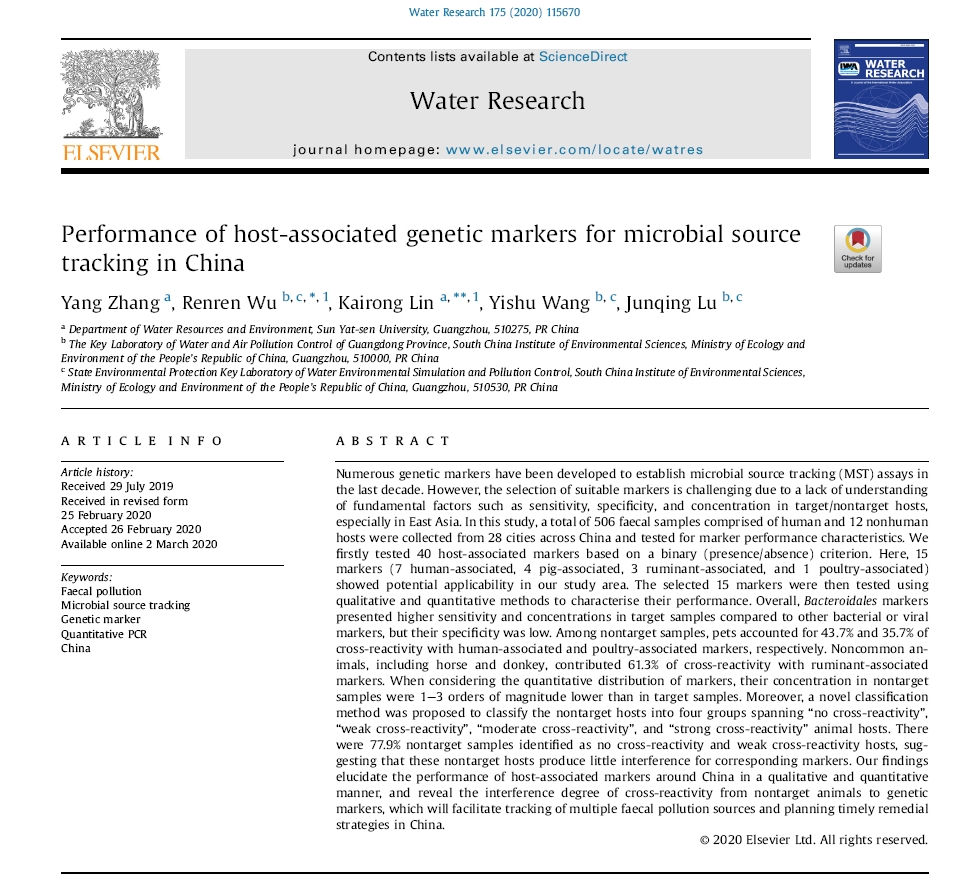 Water Research 175 (2020) 115670
Contents lists available at ScienceDirect
Water Research
journal homepage: www.elsevier.com/locate/watres
ELSEVIER
IWA
WATER
RESEARCH
Performance of host-associated genetic markers for microbial source
tracking in China
Check for
updates
Yang Zhang a, Renren Wu b, c, *, 1, Kairong Lin a, **, 1, Yishu Wang b, c, Junqing Lu b, c
a Department of Water Resources and Environment, Sun Yat-sen University, Guangzhou, 510275, PR China
b The Key Laboratory of Water and Air Pollution Control of Guangdong Province, South China Institute of Environmental Sciences, Ministry of Ecology and
Environment of the People's Republic of China, Guangzhou, 510000, PR China
c State Environmental Protection Key Laboratory of Water Environmental Simulation and Pollution Control, South China Institute of Environmental Sciences,
Ministry of Ecology and Environment of the People's Republic of China, Guangzhou, 510530, PR China
ARTICLE INFO
Article history:
Received 29 July 2019
Received in revised form
25 February 2020
Accepted 26 February 2020
Available online 2 March 2020
Keywords:
Faecal pollution
Microbial source tracking
Genetic marker
Quantitative PCR
China
ABSTRACT
Numerous genetic markers have been developed to establish microbial source tracking (MST) assays in
the last decade. However, the selection of suitable markers is challenging due to a lack of understanding
of fundamental factors such as sensitivity, specificity, and concentration in target/nontarget hosts,
especially in East Asia. In this study, a total of 506 faecal samples comprised of human and 12 nonhuman
hosts were collected from 28 cities across China and tested for marker performance characteristics. We
firstly tested 40 host-associated markers based on a binary (presence/absence) criterion. Here, 15
markers (7 human-associated, 4 pig-associated, 3 ruminant-associated, and 1 poultry-associated)
showed potential applicability in our study area. The selected 15 markers were then tested using
qualitative and quantitative methods to characterise their performance. Overall, Bacteroidales markers
presented higher sensitivity and concentrations in target samples compared to other bacterial or viral
markers, but their specificity was low. Among nontarget samples, pets accounted for 43.7% and 35.7% of
cross-reactivity with human-associated and poultry-associated markers, respectively. Noncommon an-
imals, including horse and donkey, contributed 61.3% of cross-reactivity with ruminant-associated
markers. When considering the quantitative distribution of markers, their concentration in nontarget
samples were 1–3 orders of magnitude lower than in target samples. Moreover, a novel classification
method was proposed to classify the nontarget hosts into four groups spanning “no cross-reactivity”,
“weak cross-reactivity”, “moderate cross-reactivity”, and “strong cross-reactivity” animal hosts. There
were 77.9% nontarget samples identified as no cross-reactivity and weak cross-reactivity hosts, sug-
gesting that these nontarget hosts produce little interference for corresponding markers. Our findings
elucidate the performance of host-associated markers around China in a qualitative and quantitative
manner, and reveal the interference degree of cross-reactivity from nontarget animals to genetic
markers, which will facilitate tracking of multiple faecal pollution sources and planning timely remedial
strategies in China.
© 2020 Elsevier Ltd. All rights reserved.